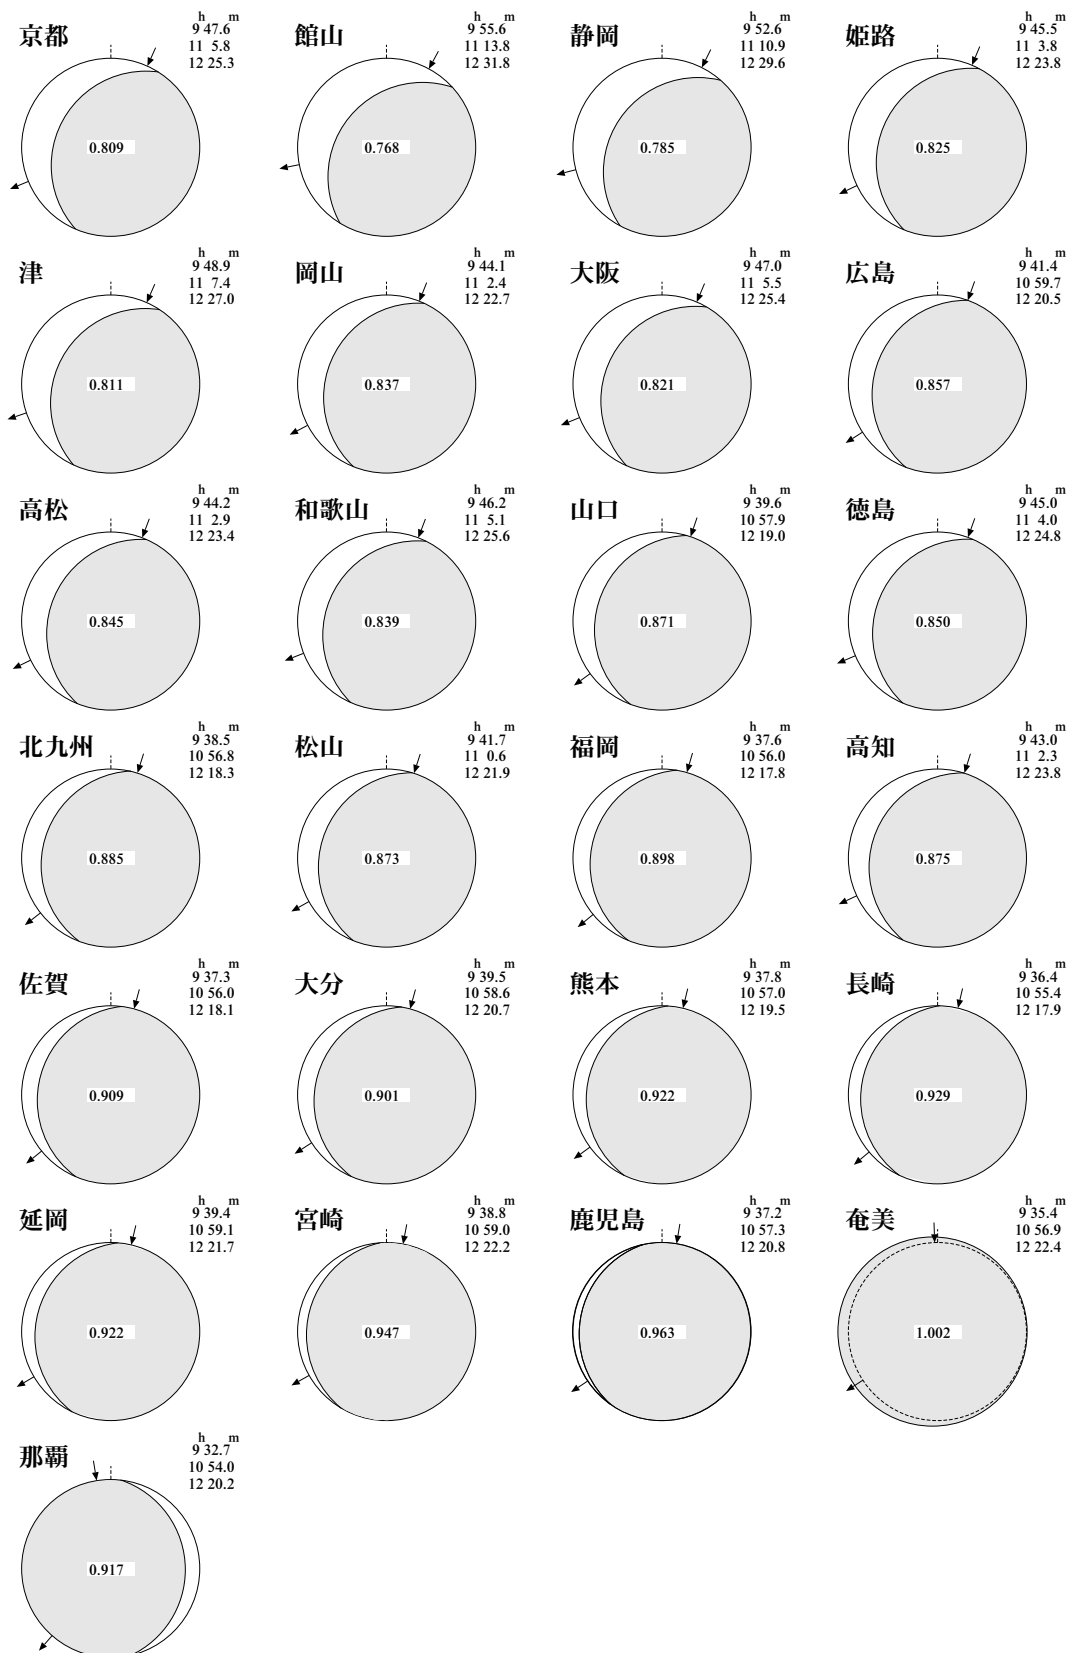 京都
h m
9 47.6
11 5.8
12 25.3
0.809
館山
h m
9 55.6
11 13.8
12 31.8
0.768
静岡
h m
9 52.6
11 10.9
12 29.6
0.785
姫路
h m
9 45.5
11 3.8
12 23.8
0.825
津
h m
9 48.9
11 7.4
12 27.0
0.811
岡山
h m
9 44.1
11 2.4
12 22.7
0.837
大阪
h m
9 47.0
11 5.5
12 25.4
0.821
広島
h m
9 41.4
10 59.7
12 20.5
0.857
高松
h m
9 44.2
11 2.9
12 23.4
0.845
和歌山
h m
9 46.2
11 5.1
12 25.6
0.839
山口
h m
9 39.6
10 57.9
12 19.0
0.871
徳島
h m
9 45.0
11 4.0
12 24.8
0.850
北九州
h m
9 38.5
10 56.8
12 18.3
0.885
松山
h m
9 41.7
11 0.6
12 21.9
0.873
福岡
h m
9 37.6
10 56.0
12 17.8
0.898
高知
h m
9 43.0
11 2.3
12 23.8
0.875
佐賀
h m
9 37.3
10 56.0
12 18.1
0.909
大分
h m
9 39.5
10 58.6
12 20.7
0.901
熊本
h m
9 37.8
10 57.0
12 19.5
0.922
長崎
h m
9 36.4
10 55.4
12 17.9
0.929
延岡
h m
9 39.4
10 59.1
12 21.7
0.922
宮崎
h m
9 38.8
10 59.0
12 22.2
0.947
鹿児島
h m
9 37.2
10 57.3
12 20.8
0.963
奄美
h m
9 35.4
10 56.9
12 22.4
1.002
那覇
h m
9 32.7
10 54.0
12 20.2
0.917